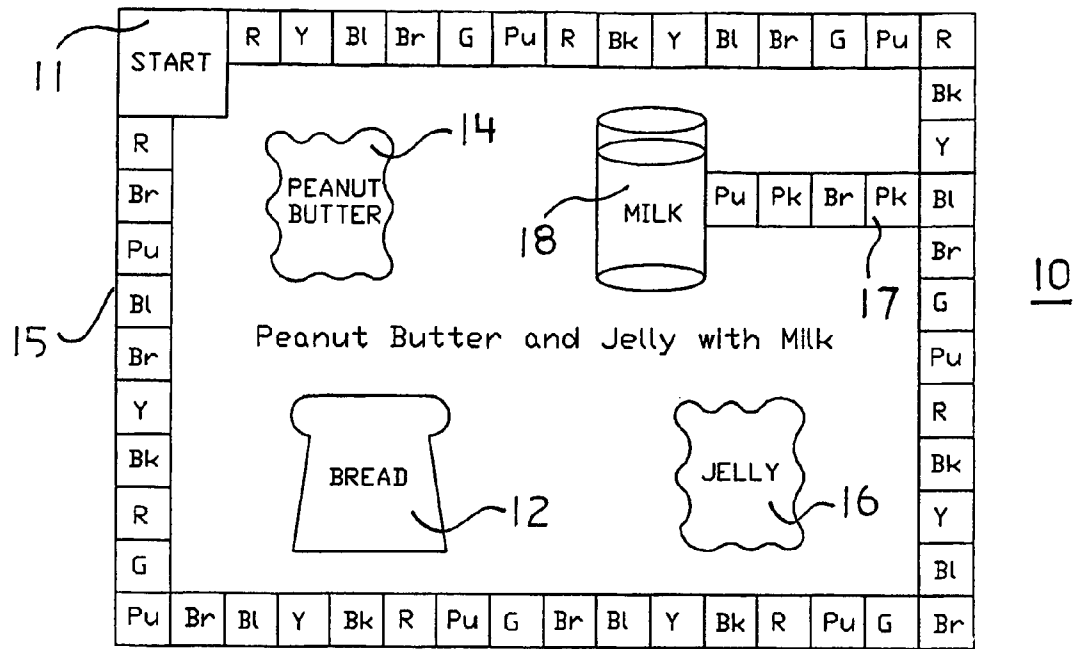 11
START R Y Bl Br G Pu R Bk Y Bl Br G Pu R
Bk
R Y
14
Br PEANUT BUTTER 18 MILK Pu Pk Br Pk Bl
Pu Br
17
10
15
Bl G
Peanut Butter and Jelly with Milk
Br Pu
Y R
Bk BREAD JELLY Bk
12 16
R Y
G Bl
Pu Br Bl Y Bk R Pu G Br Bl Y Bk R Pu G Br